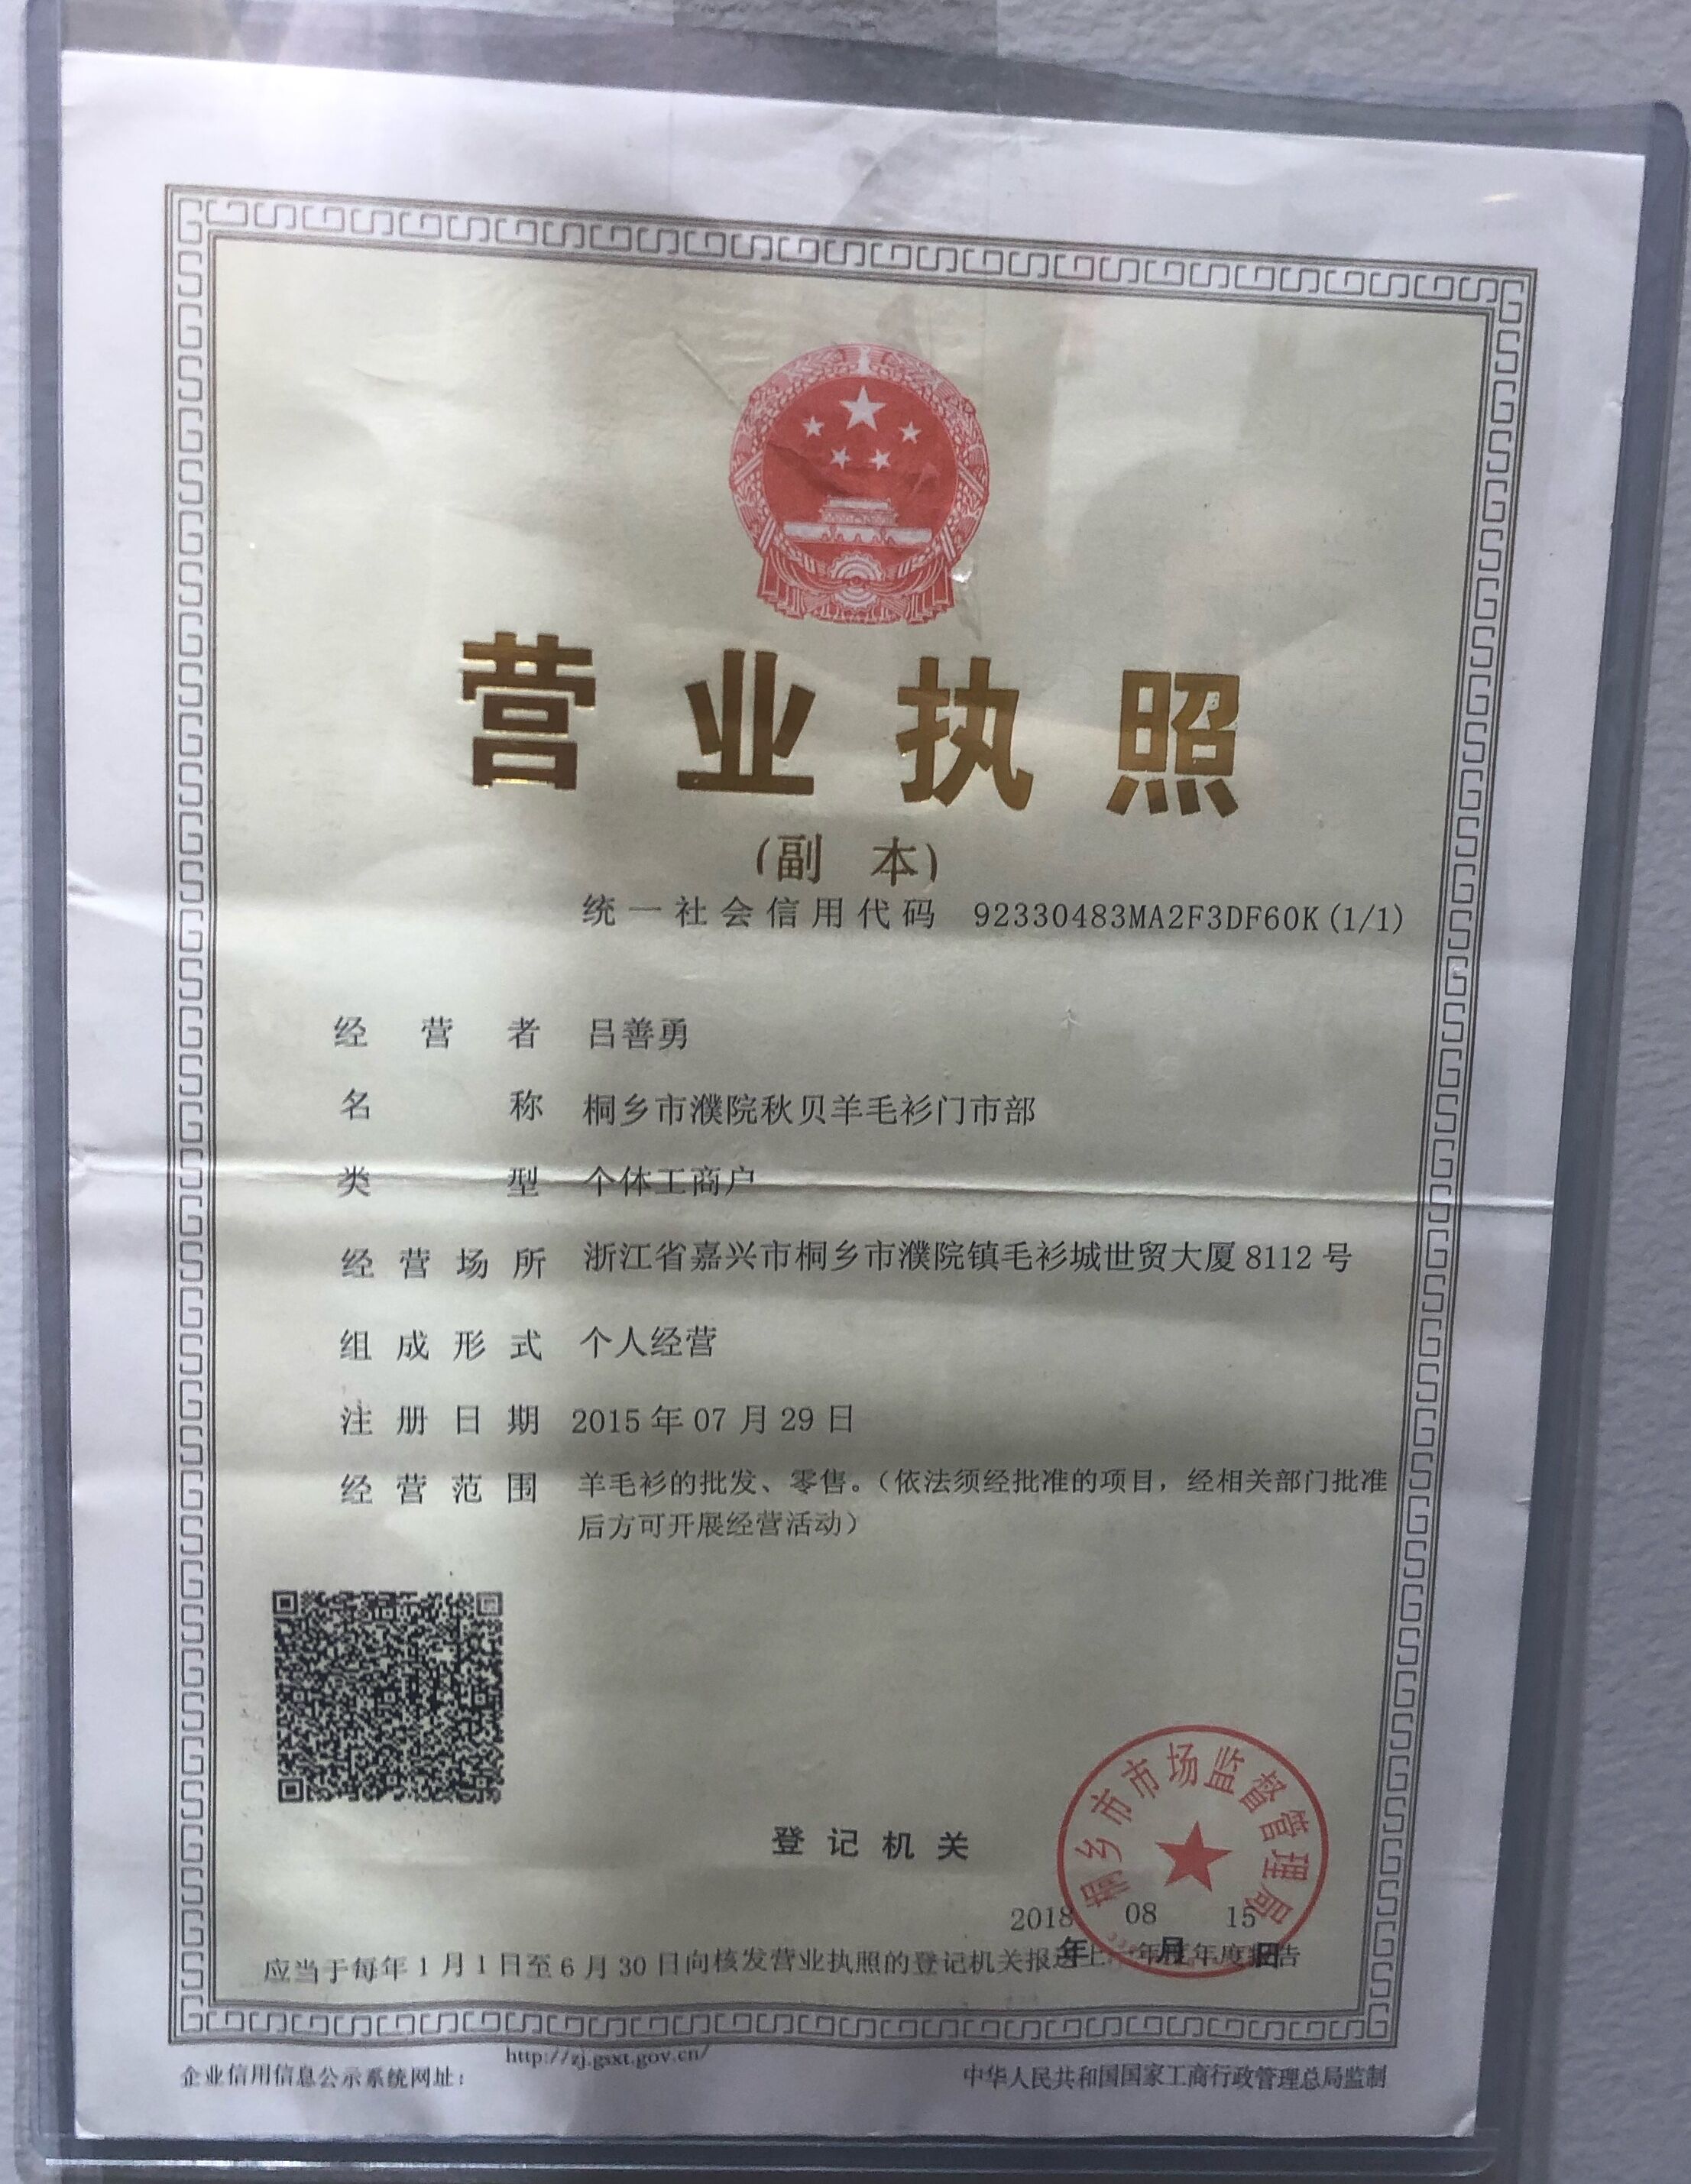 营业执照
(副 本)
统一社会信用代码 92330483MA2F3DF60K(1/1)
经营者 吕善勇
名称 桐乡市濮院秋贝羊毛衫门市部
类型 个体工商户
经营场所 浙江省嘉兴市桐乡市濮院镇毛衫城世贸大厦8112号
组成形式 个人经营
注册日期 2015年07月29日
经营范围 羊毛衫的批发、零售。（依法须经批准的项目，经相关部门批准
后方可开展经营活动）
桐乡市市场监督管理局
登记机关
2018年08月15日
应当于每年1月1日至6月30日向核发营业执照的登记机关报送上一年度年度报告
企业信用信息公示系统网址：http://zj.gsxt.gov.cn/
中华人民共和国国家工商行政管理总局监制